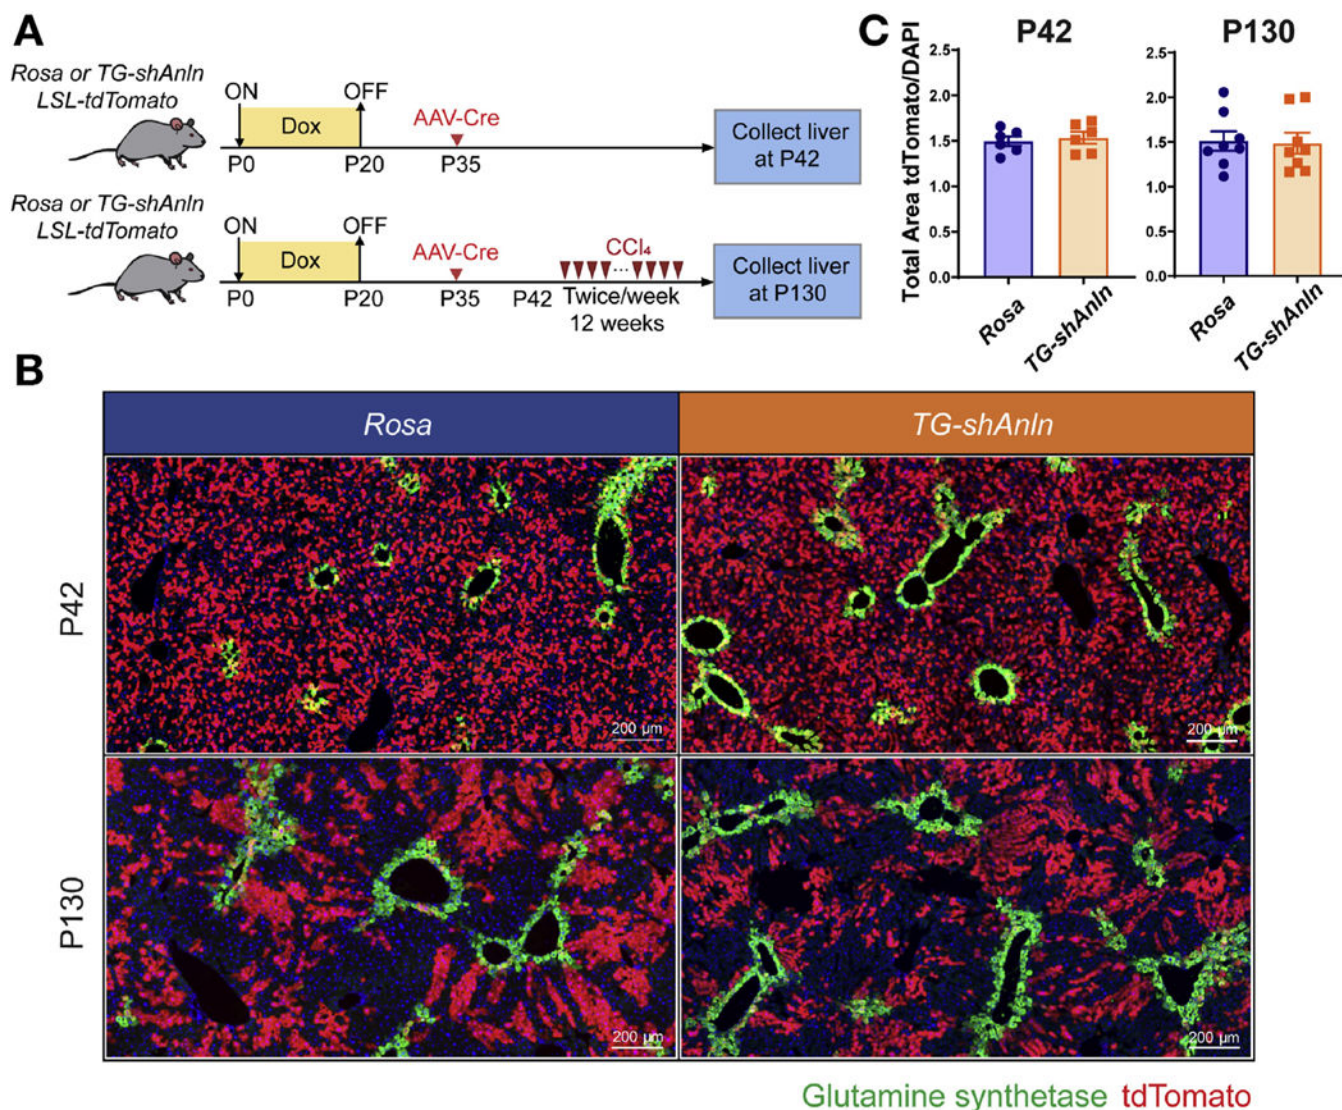 A
Rosa or TG-shAnln
LSL-tdTomato
ON
OFF
Dox
AAV-Cre
P0
P20
P35
Collect liver
at P42
Rosa or TG-shAnln
LSL-tdTomato
ON
OFF
Dox
AAV-Cre
CCl₄
...
P0
P20
P35
P42
Twice/week
12 weeks
Collect liver
at P130
C
P42
P130
Total Area tdTomato/DAPI
2.5
2.0
1.5
1.0
0.5
0.0
Rosa
TG-shAnln
2.5
2.0
1.5
1.0
0.5
0.0
Rosa
TG-shAnln
B
Rosa
TG-shAnln
P42
200 µm
200 µm
P130
200 µm
200 µm
Glutamine synthetase tdTomato